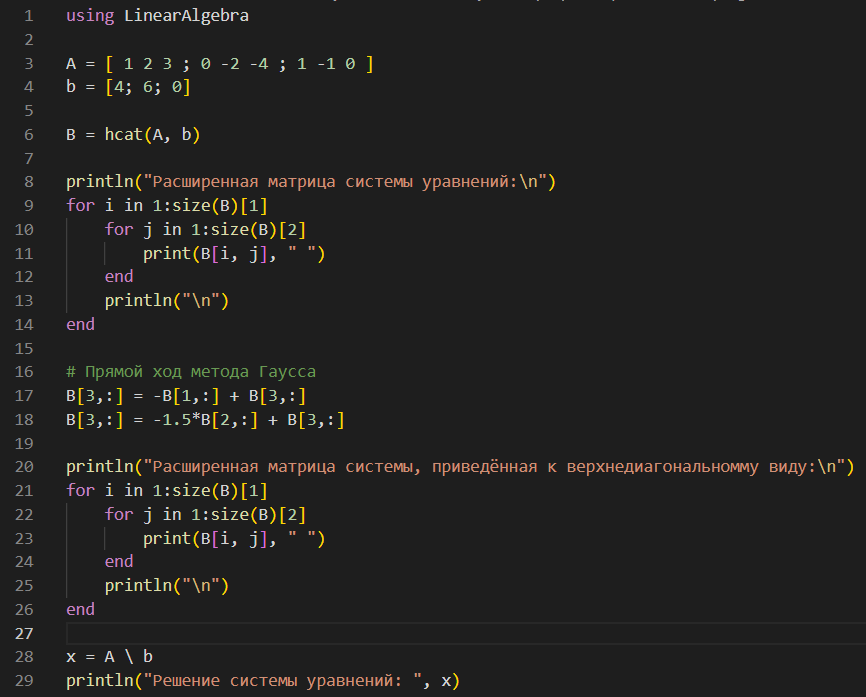 1 using LinearAlgebra
2
3 A = [ 1 2 3 ; 0 -2 -4 ; 1 -1 0 ]
4 b = [4; 6; 0]
5
6 B = hcat(A, b)
7
8 println("Расширенная матрица системы уравнений:\n")
9 for i in 1:size(B)[1]
10 for j in 1:size(B)[2]
11 print(B[i, j], " ")
12 end
13 println("\n")
14 end
15
16 # Прямой ход метода Гаусса
17 B[3,:] = -B[1,:] + B[3,:]
18 B[3,:] = -1.5*B[2,:] + B[3,:]
19
20 println("Расширенная матрица системы, приведённая к верхнедиагональномму виду:\n")
21 for i in 1:size(B)[1]
22 for j in 1:size(B)[2]
23 print(B[i, j], " ")
24 end
25 println("\n")
26 end
27
28 x = A \ b
29 println("Решение системы уравнений: ", x)